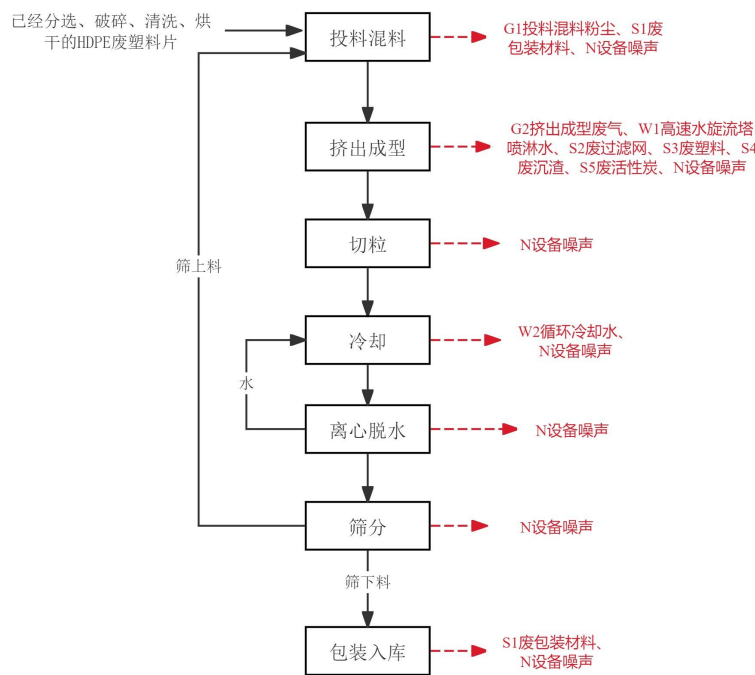 已经分选、破碎、清洗、烘
干的HDPE废塑料片
投料混料
G1投料混料粉尘、S1废
包装材料、N设备噪声
挤出成型
G2挤出成型废气、W1高速水旋流塔
喷淋水、S2废过滤网、S3废塑料、S4
废沉渣、S5废活性炭、N设备噪声
切粒
N设备噪声
筛上料
冷却
W2循环冷却水、
N设备噪声
水
离心脱水
N设备噪声
筛分
N设备噪声
筛下料
包装入库
S1废包装材料、
N设备噪声